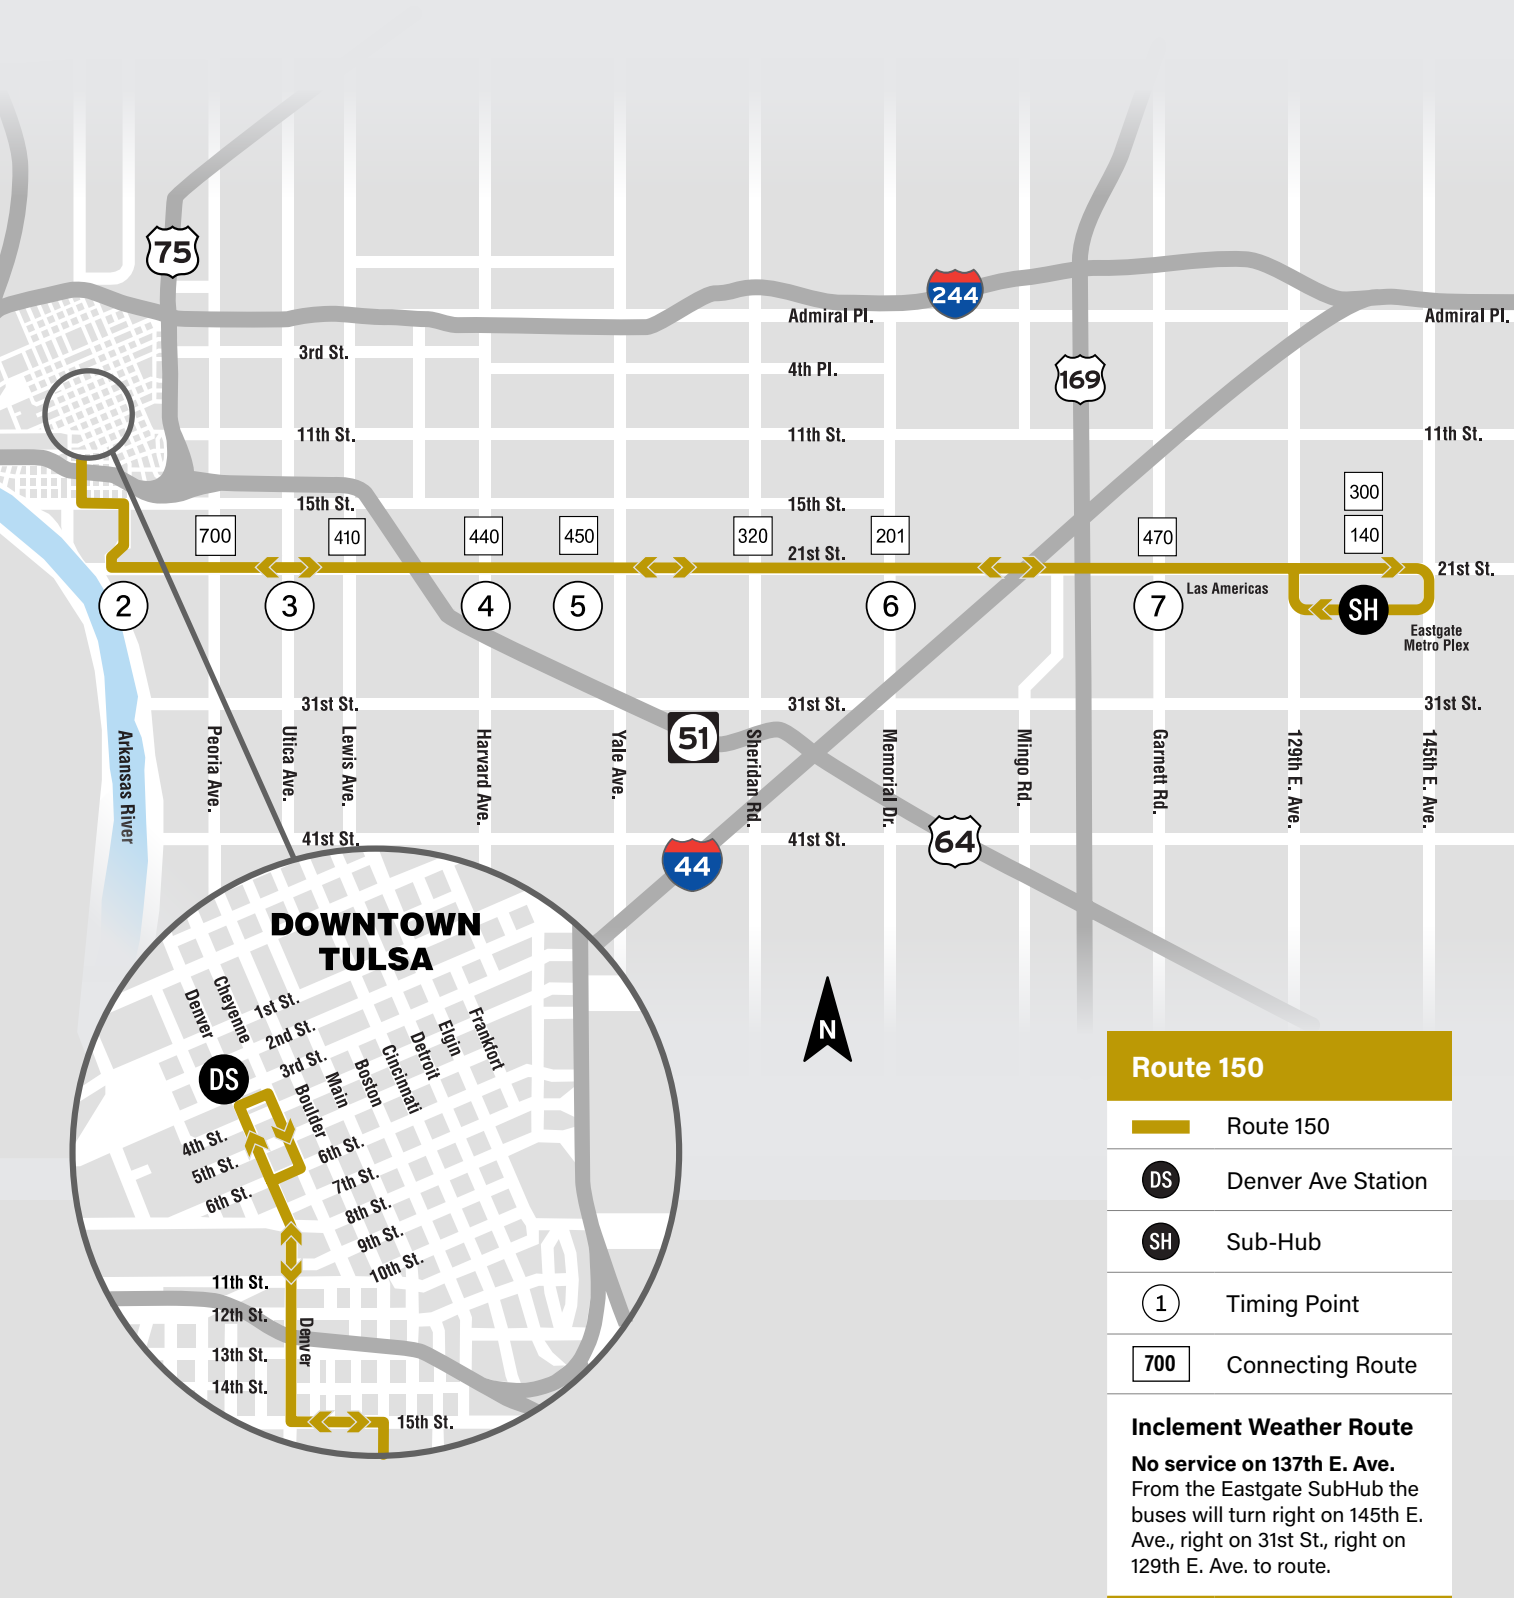 75
244
Admiral Pl.
Admiral Pl.
3rd St.
4th Pl.
169
11th St.
11th St.
11th St.
15th St.
15th St.
300
700
410
440
450
320
201
470
140
21st St.
21st St.
2
3
4
5
6
7
Las Americas
SH
Eastgate
Metro Plex
31st St.
31st St.
31st St.
51
Arkansas River
Peoria Ave.
Utica Ave.
Lewis Ave.
Harvard Ave.
Yale Ave.
Sheridan Rd.
Memorial Dr.
Mingo Rd.
Garnett Rd.
129th E. Ave.
145th E. Ave.
41st St.
41st St.
64
44
DOWNTOWN
TULSA
Denver
Cheyenne
1st St.
2nd St.
3rd St.
Boulder
Main
Boston
Cincinnati
Detroit
Elgin
Frankfort
DS
4th St.
5th St.
6th St.
6th St.
7th St.
8th St.
9th St.
10th St.
11th St.
12th St.
Denver
13th St.
14th St.
15th St.
N
Route 150
Route 150
DS Denver Ave Station
SH Sub-Hub
1 Timing Point
700 Connecting Route
Inclement Weather Route
No service on 137th E. Ave.
From the Eastgate SubHub the
buses will turn right on 145th E.
Ave., right on 31st St., right on
129th E. Ave. to route.